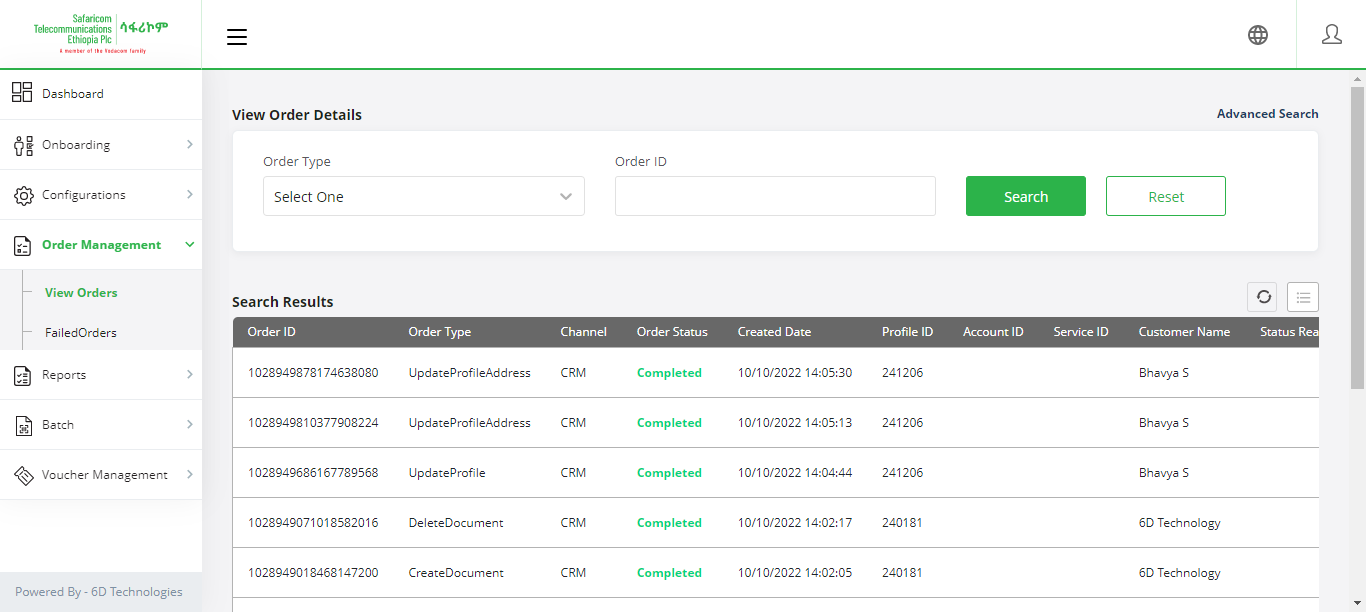 Safaricom
Telecommunications
Ethiopia Plc
ሳፋሪኮም
A member of the Vodacom family
Dashboard
Onboarding
Configurations
Order Management
View Orders
FailedOrders
Reports
Batch
Voucher Management
Powered By - 6D Technologies
View Order Details
Advanced Search
Order Type
Order ID
Select One
Search
Reset
Search Results
Order ID Order Type Channel Order Status Created Date Profile ID Account ID Service ID Customer Name Status Rea
1028949878174638080 UpdateProfileAddress CRM Completed 10/10/2022 14:05:30 241206 Bhavya S
1028949810377908224 UpdateProfileAddress CRM Completed 10/10/2022 14:05:13 241206 Bhavya S
1028949686167789568 UpdateProfile CRM Completed 10/10/2022 14:04:44 241206 Bhavya S
1028949071018582016 DeleteDocument CRM Completed 10/10/2022 14:02:17 240181 6D Technology
1028949018468147200 CreateDocument CRM Completed 10/10/2022 14:02:05 240181 6D Technology